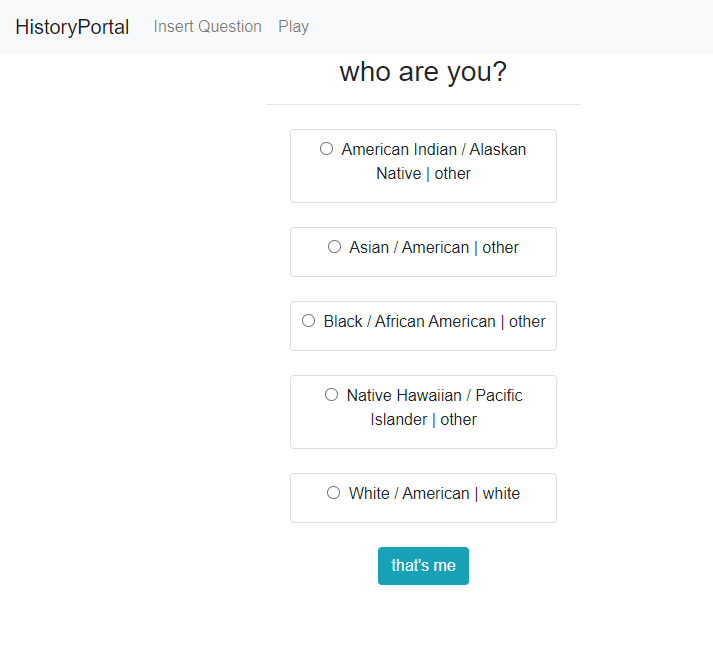 HistoryPortal Insert Question Play
who are you?
American Indian / Alaskan
Native | other
Asian / American | other
Black / African American | other
Native Hawaiian / Pacific
Islander | other
White / American | white
that's me